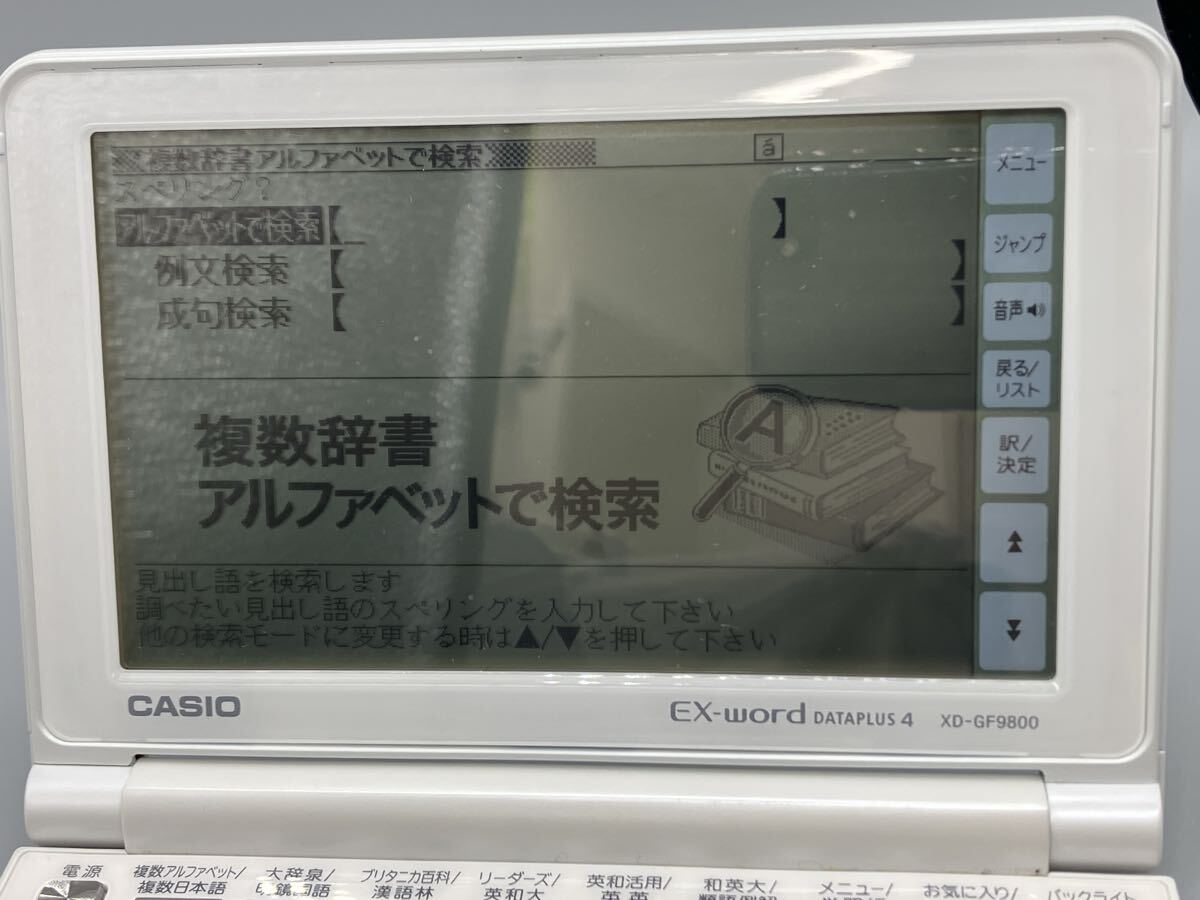 複数辞書アルファベットで検索
á
スペリング?
アルファベットで検索【_ 】
例文検索 【 】
成句検索 【 】
複数辞書
アルファベットで検索
A
見出し語を検索します
調べたい見出し語のスペリングを入力して下さい
他の検索モードに変更する時は▲/▼を押して下さい
メニュー
ジャンプ
音声
戻る/
リスト
訳/
決定
CASIO
EX-word DATAPLUS 4 XD-GF9800
電源
複数アルファベット/
複数日本語
大辞泉/
明鏡国語
ブリタニカ百科/
漢語林
リーダーズ/
英和大
英和活用/
英英
和英大/
メニュー/
お気に入り/
バックライト